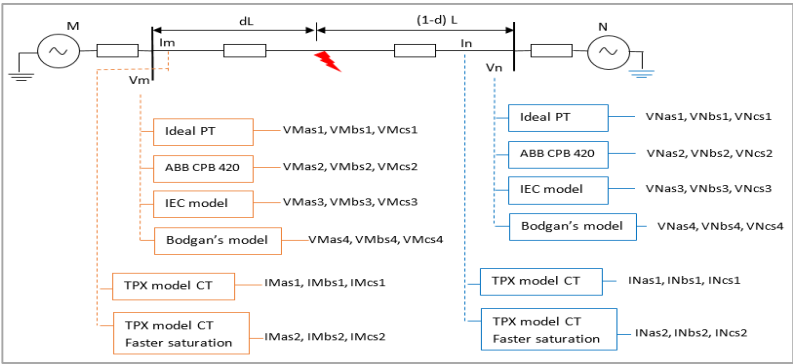 dL
(1-d) L
M
N
Im
In
Vm
Vn
Ideal PT
VMas1, VMbs1, VMcs1
ABB CPB 420
VMas2, VMbs2, VMcs2
IEC model
VMas3, VMbs3, VMcs3
Bodgan's model
VMas4, VMbs4, VMcs4
TPX model CT
IMas1, IMbs1, IMcs1
TPX model CT
Faster saturation
IMas2, IMbs2, IMcs2
Ideal PT
VNas1, VNbs1, VNcs1
ABB CPB 420
VNas2, VNbs2, VNcs2
IEC model
VNas3, VNbs3, VNcs3
Bodgan's model
VNas4, VNbs4, VNcs4
TPX model CT
INas1, INbs1, INcs1
TPX model CT
Faster saturation
INas2, INbs2, INcs2